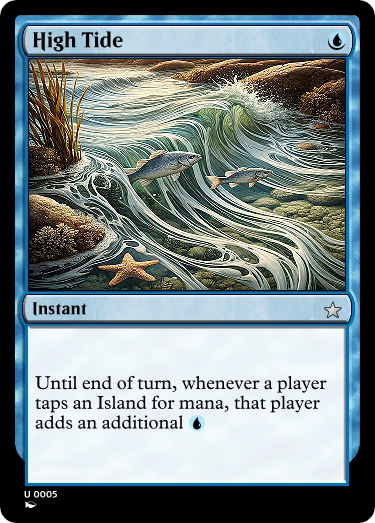 High Tide
Instant
Until end of turn, whenever a player
taps an Island for mana, that player
adds an additional
U 0005